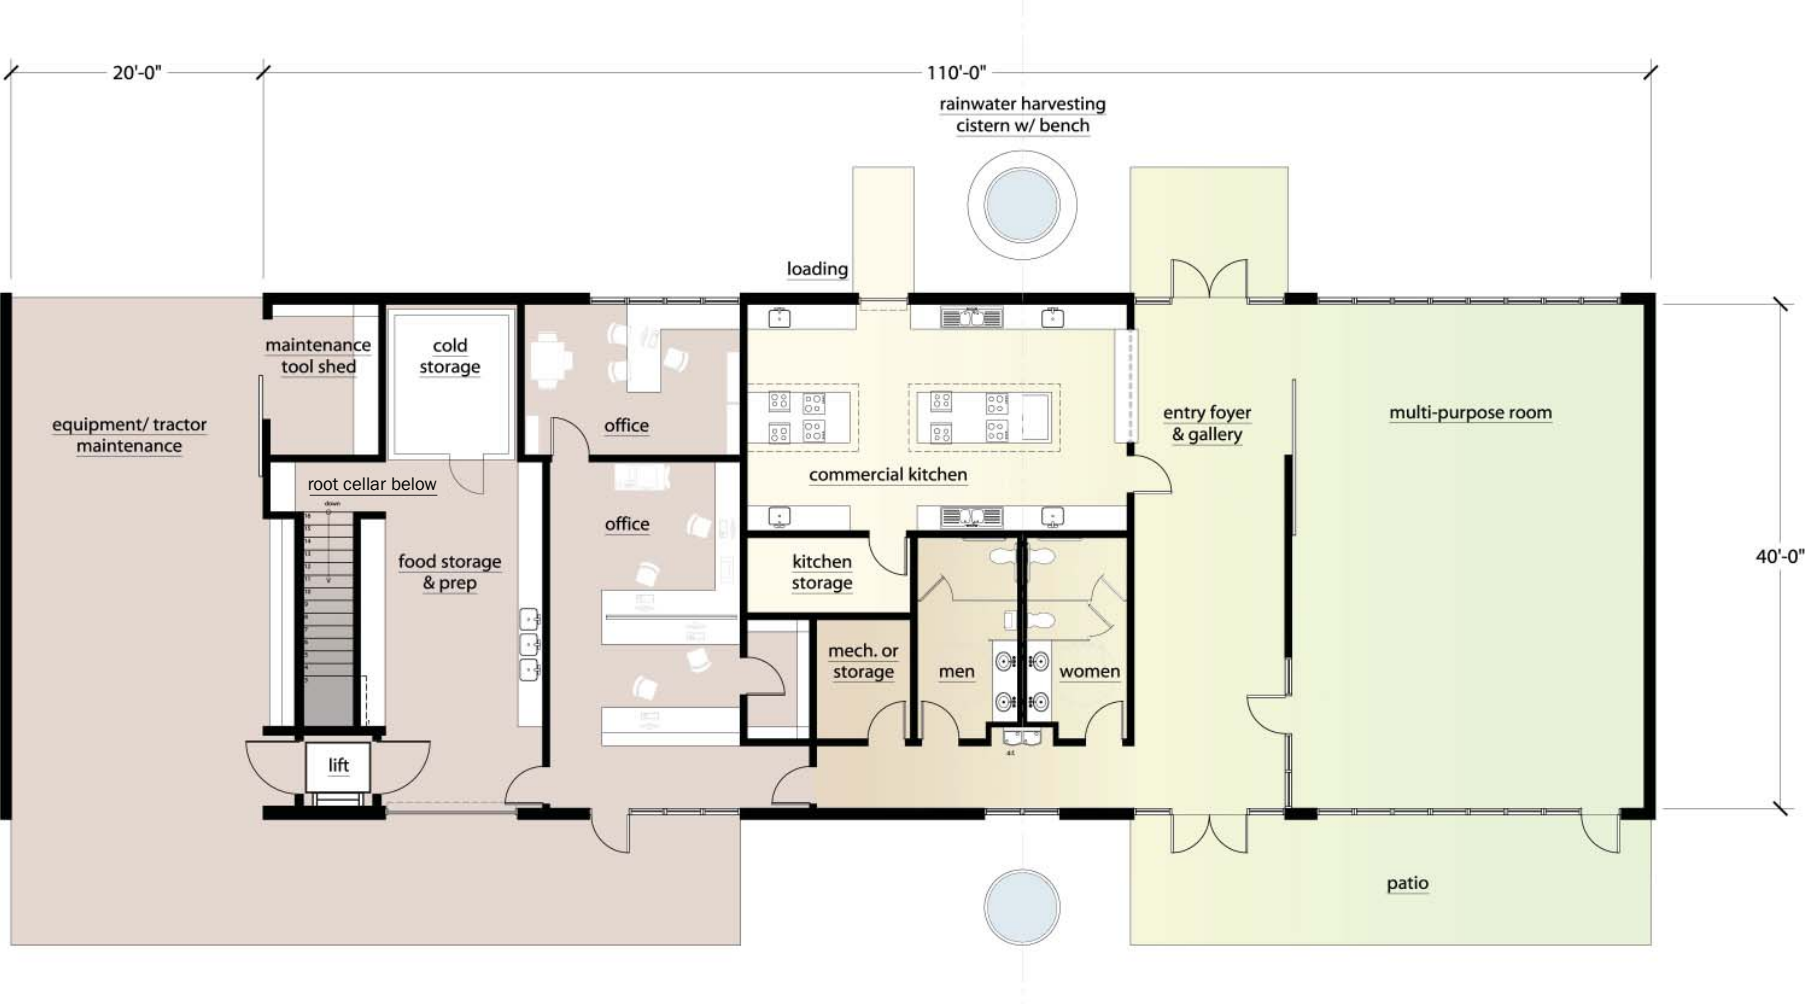 20'-0"
110'-0"
rainwater harvesting
cistern w/ bench
loading
maintenance
tool shed
cold
storage
equipment/ tractor
maintenance
office
entry foyer
& gallery
multi-purpose room
commercial kitchen
root cellar below
down
office
food storage
& prep
kitchen
storage
40'-0"
mech. or
storage
men
women
lift
patio